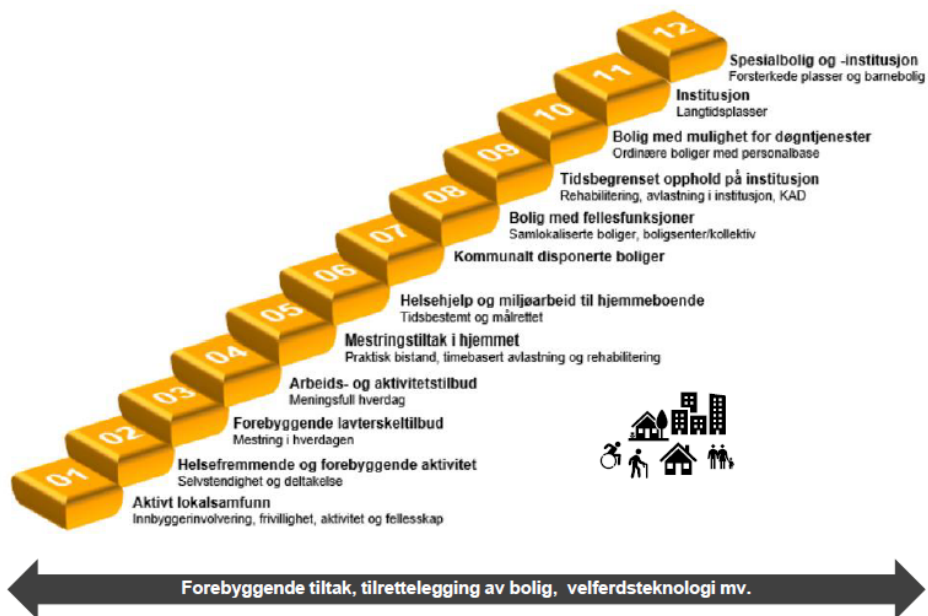 12
Spesialbolig og -institusjon
Forsterkede plasser og barnebolig
11
Institusjon
Langtidsplasser
10
Bolig med mulighet for døgntjenester
Ordinære boliger med personalbase
09
Tidsbegrenset opphold på institusjon
Rehabilitering, avlastning i institusjon, KAD
08
Bolig med fellesfunksjoner
Samlokaliserte boliger, boligsenter/kollektiv
07
Kommunalt disponerte boliger
06
Helsehjelp og miljøarbeid til hjemmeboende
Tidsbestemt og målrettet
05
Mestringstiltak i hjemmet
Praktisk bistand, timebasert avlastning og rehabilitering
04
Arbeids- og aktivitetstilbud
Meningsfull hverdag
03
Forebyggende lavterskeltilbud
Mestring i hverdagen
02
Helsefremmende og forebyggende aktivitet
Selvstendighet og deltakelse
01
Aktivt lokalsamfunn
Innbyggerinvolvering, frivillighet, aktivitet og fellesskap
Forebyggende tiltak, tilrettelegging av bolig, velferdsteknologi mv.